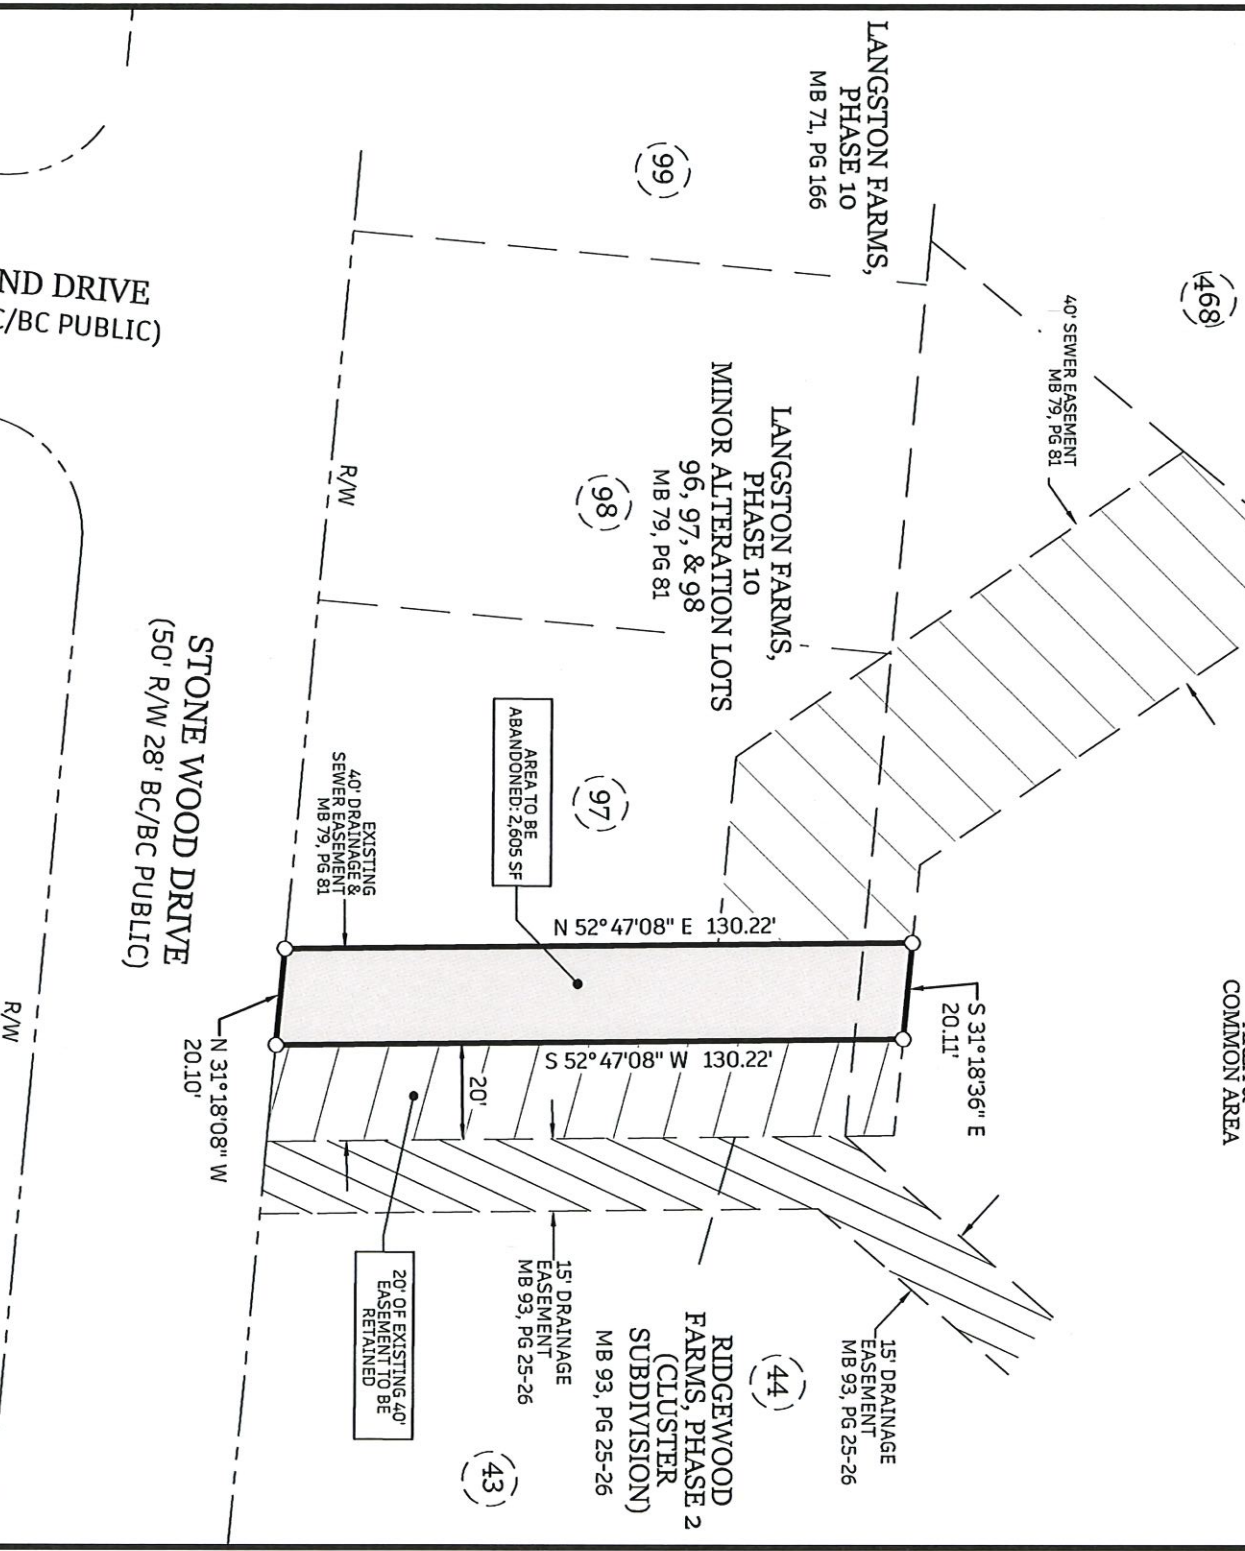 LANGSTON FARMS,
PHASE 10
MB 71, PG 166
99
468
40' SEWER EASEMENT
MB 79, PG 81
ND DRIVE
C/BC PUBLIC)
R/W
LANGSTON FARMS,
PHASE 10
MINOR ALTERATION LOTS
96, 97, & 98
MB 79, PG 81
98
STONE WOOD DRIVE
(50' R/W 28' BC/BC PUBLIC)
R/W
EXISTING
40' DRAINAGE &
SEWER EASEMENT
MB 79, PG 81
AREA TO BE
ABANDONED: 2,605 SF
97
N 52°47'08" E 130.22'
S 52°47'08" W 130.22'
S 31°18'36" E
20.11'
N 31°18'08" W
20.10'
20'
COMMON AREA
20' OF EXISTING 40'
EASEMENT TO BE
RETAINED
15' DRAINAGE
EASEMENT
MB 93, PG 25-26
RIDGEWOOD
FARMS, PHASE 2
(CLUSTER
SUBDIVISION)
MB 93, PG 25-26
44
15' DRAINAGE
EASEMENT
MB 93, PG 25-26
43